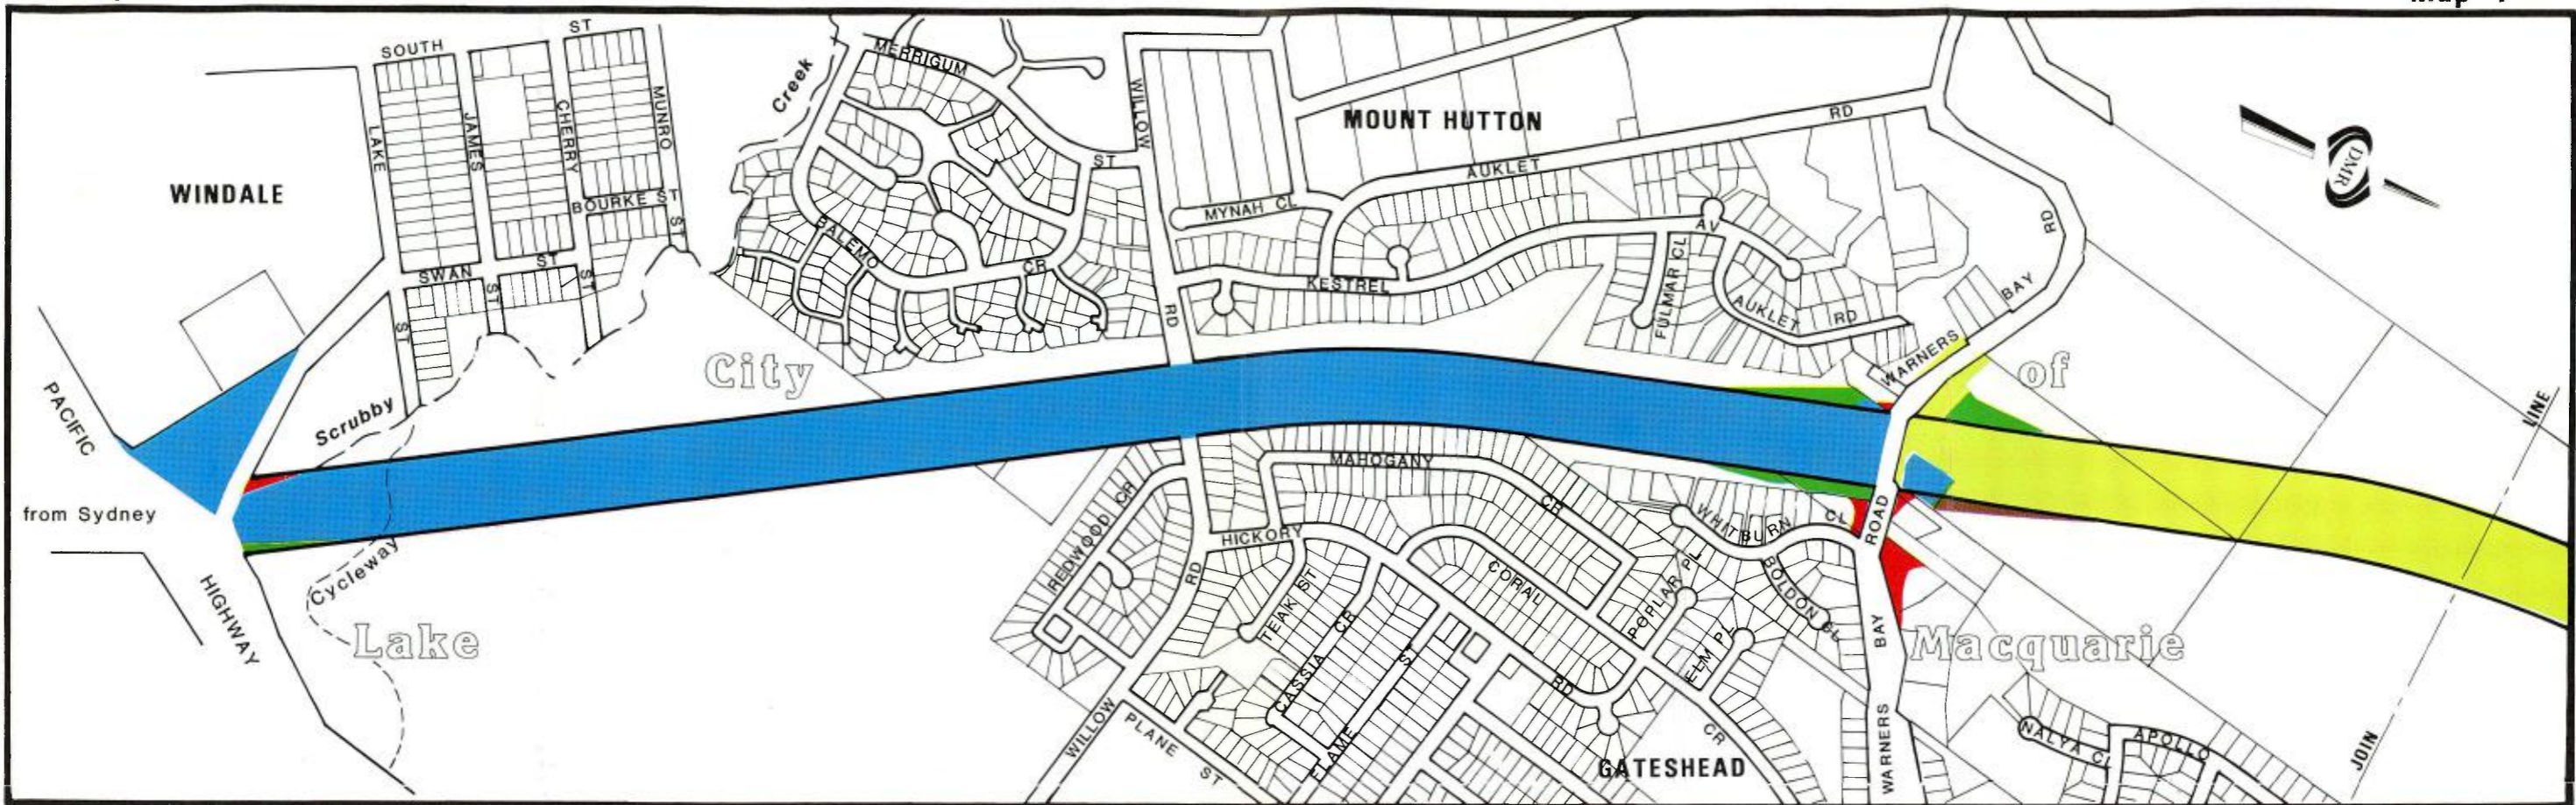 SOUTH ST
MERRIGUM ST
Creek
WILLOW RD
MOUNT HUTTON
RD
LAKE ST
JAMES ST
CHERRY ST
MUNRO ST
WINDALE
BOURKE ST
SWAN ST
BALEMO CR
MYNAH CL
AUKLET
KESTREL AV
FULMAR CL
AUKLET RD
WARNERS BAY RD
DMR
City of
Lake Macquarie
PACIFIC HIGHWAY
from Sydney
Scrubby
Cycleway
REDWOOD CR
MAHOGANY CR
HICKORY RD
WILLOW RD
TEAK ST
CASSIA CR
FLAME ST
PLANE ST
CORAIL
CR
POPLAR PL
ELM PL
WHITBURN CL
BOLDON CL
WARNERS BAY ROAD
GATESHEAD
NALYA CL
APOLLO
JOIN LINE